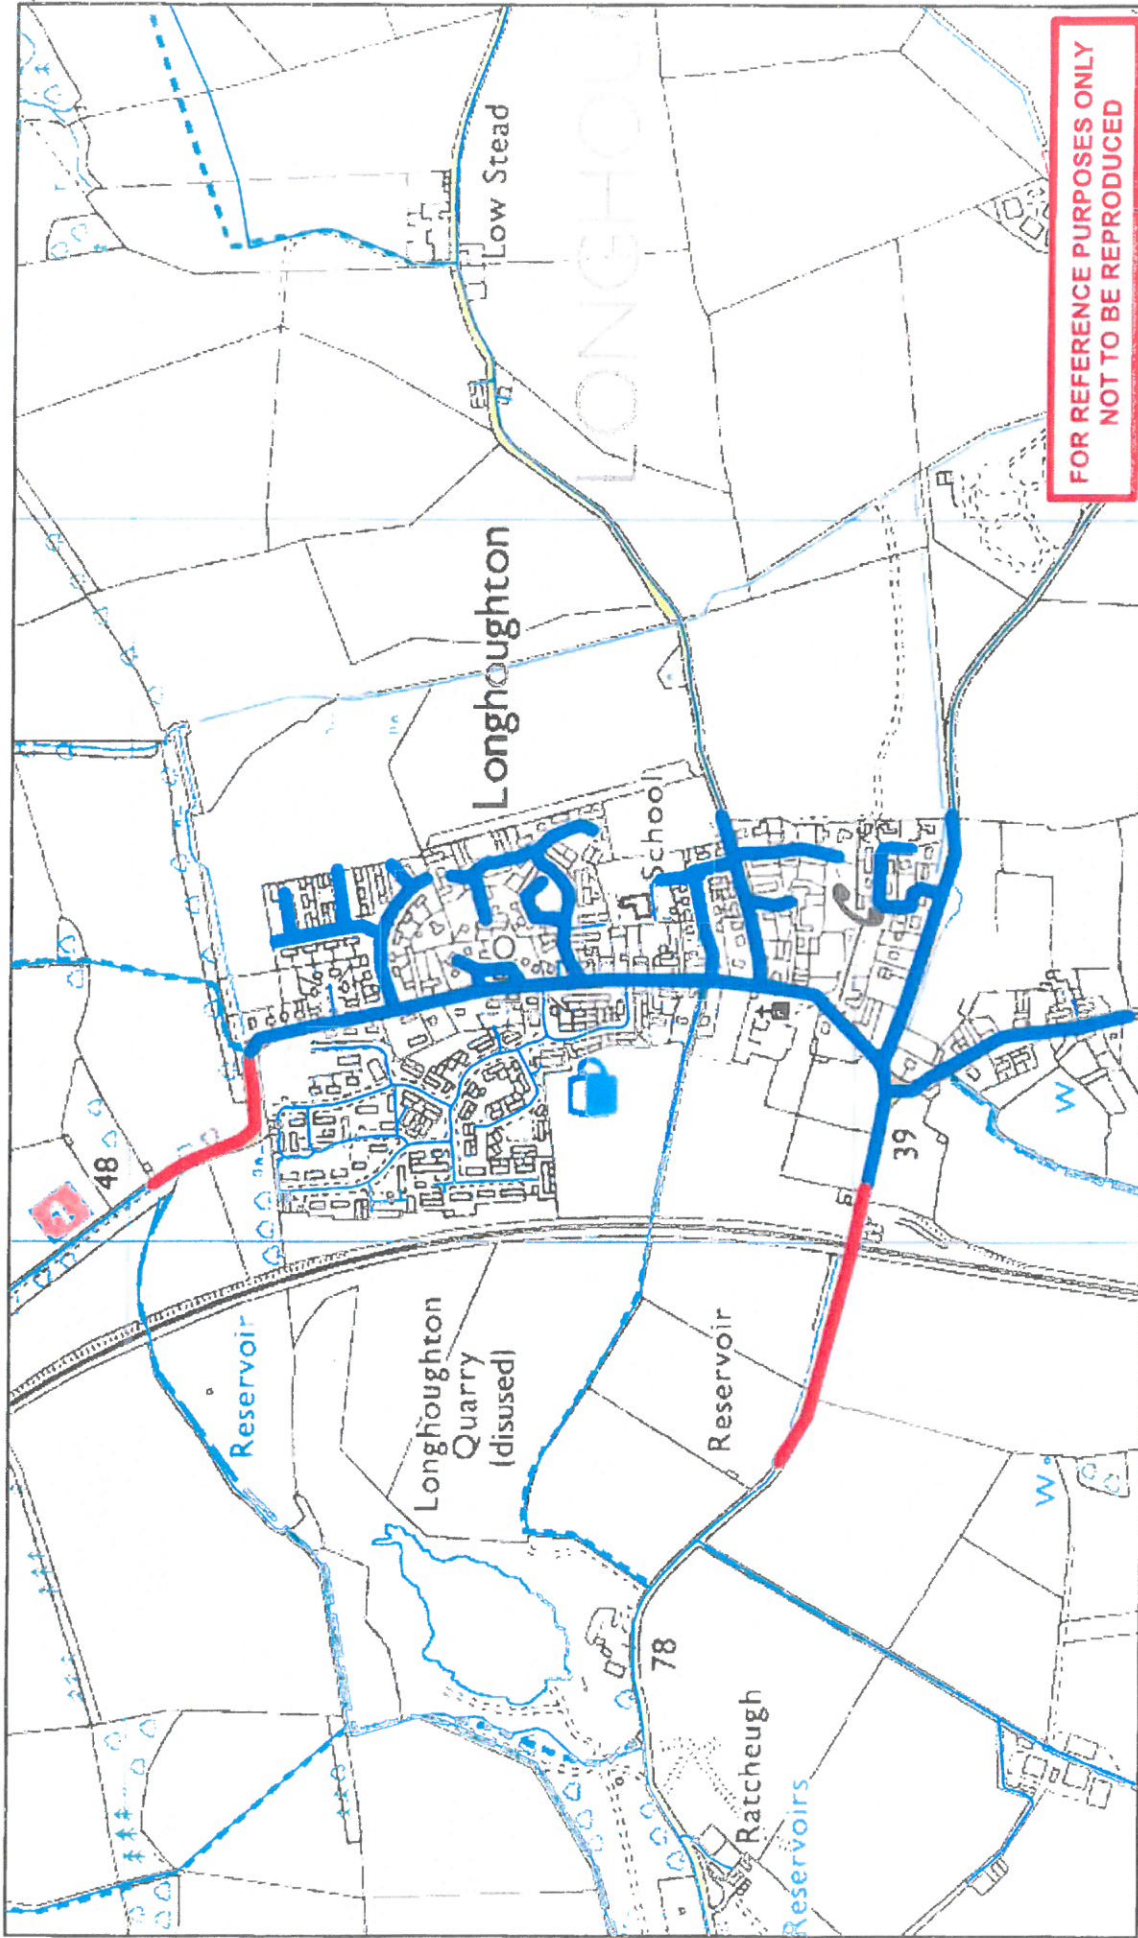 FOR REFERENCE PURPOSES ONLY
NOT TO BE REPRODUCED
Low Stead
LONGHOU
Longhoughton
School
48
39
W
Reservoir
Longhoughton
Quarry
(disused)
Reservoir
W
78
Ratcheugh
Reservoirs